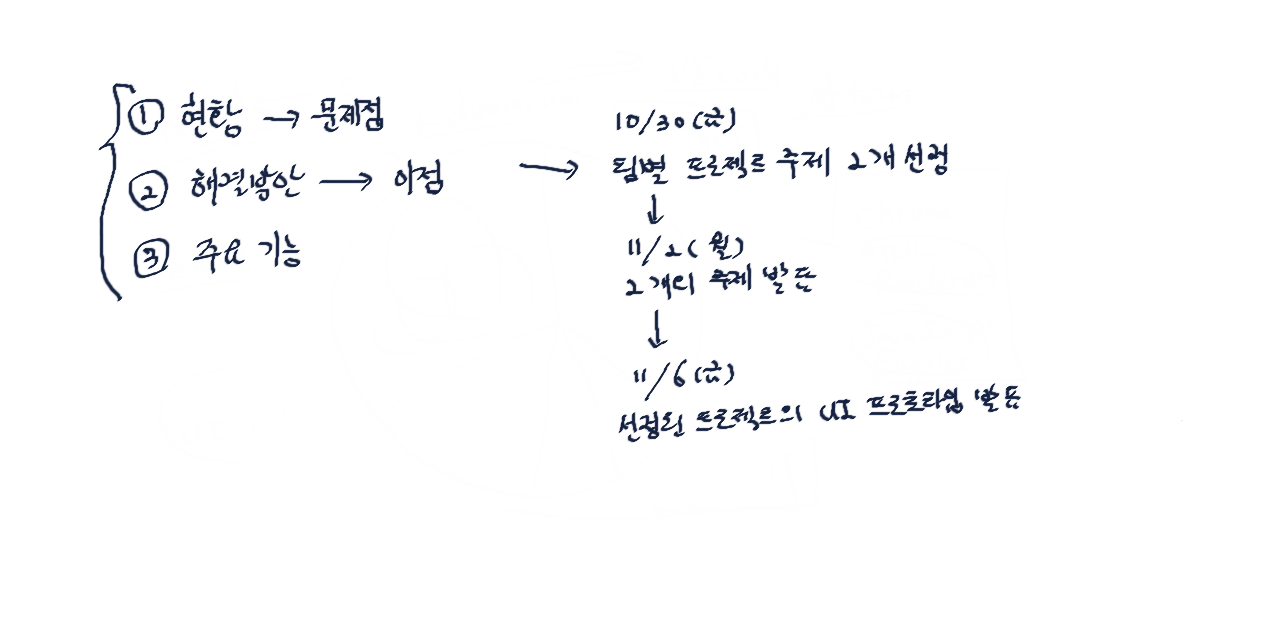 ① 현황 → 문제점
② 해결방안 → 이점
③ 주요 기능
→
10/30(금)
팀별 프로젝트 주제 2개 선정
↓
11/2(월)
2개의 주제 발표
↓
11/6(금)
선정된 프로젝트의 UI 프로토타입 발표